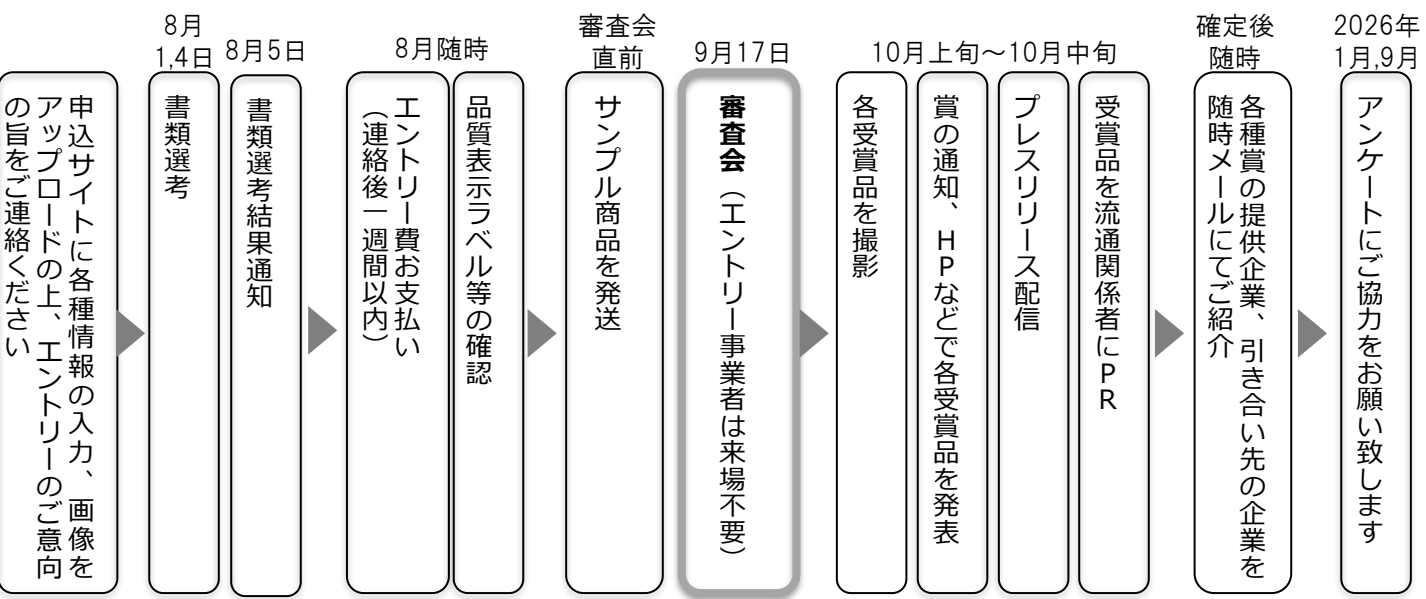 申込サイトに各種情報の入力、画像を
アップロードの上、エントリーのご意向
の旨をご連絡ください
8月
1,4日
書類選考
8月5日
書類選考結果通知
8月随時
エントリー費お支払い
（連絡後一週間以内）
品質表示ラベル等の確認
審査会
直前
サンプル商品を発送
9月17日
審査会（エントリー事業者は来場不要）
10月上旬～10月中旬
各受賞品を撮影
賞の通知、HPなどで各受賞品を発表
プレスリリース配信
受賞品を流通関係者にPR
確定後
随時
各種賞の提供企業、引き合い先の企業を
随時メールにてご紹介
2026年
1月,9月
アンケートにご協力をお願い致します